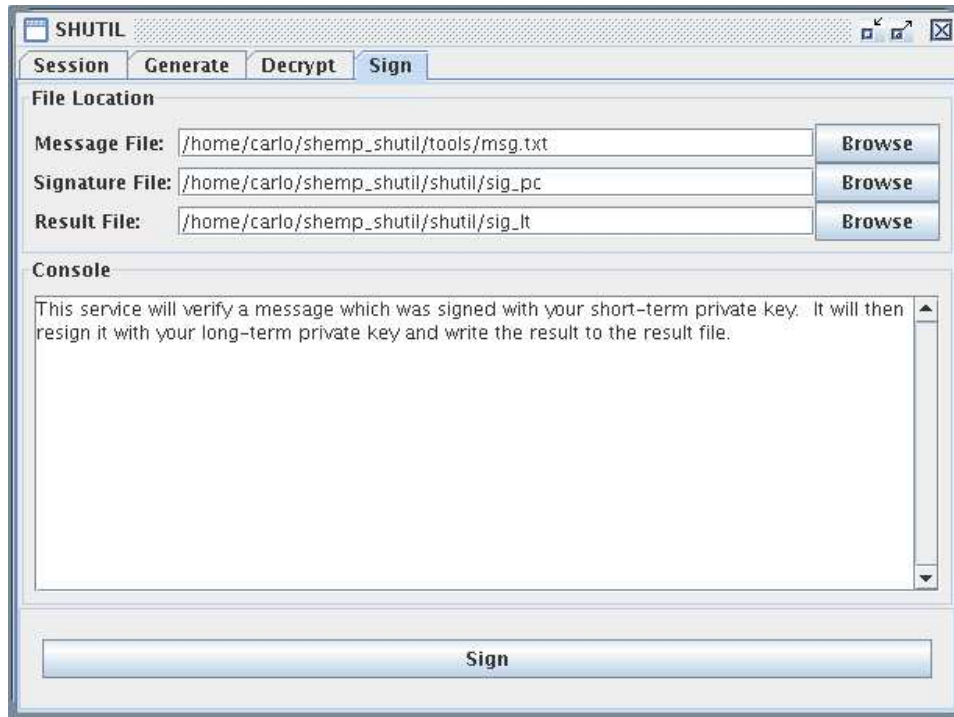 SHUTIL
Session Generate Decrypt Sign
File Location
Message File: /home/carlo/shemp_shutil/tools/msg.txt Browse
Signature File: /home/carlo/shemp_shutil/shutil/sig_pc Browse
Result File: /home/carlo/shemp_shutil/shutil/sig_lt Browse
Console
This service will verify a message which was signed with your short-term private key. It will then
resign it with your long-term private key and write the result to the result file.
Sign